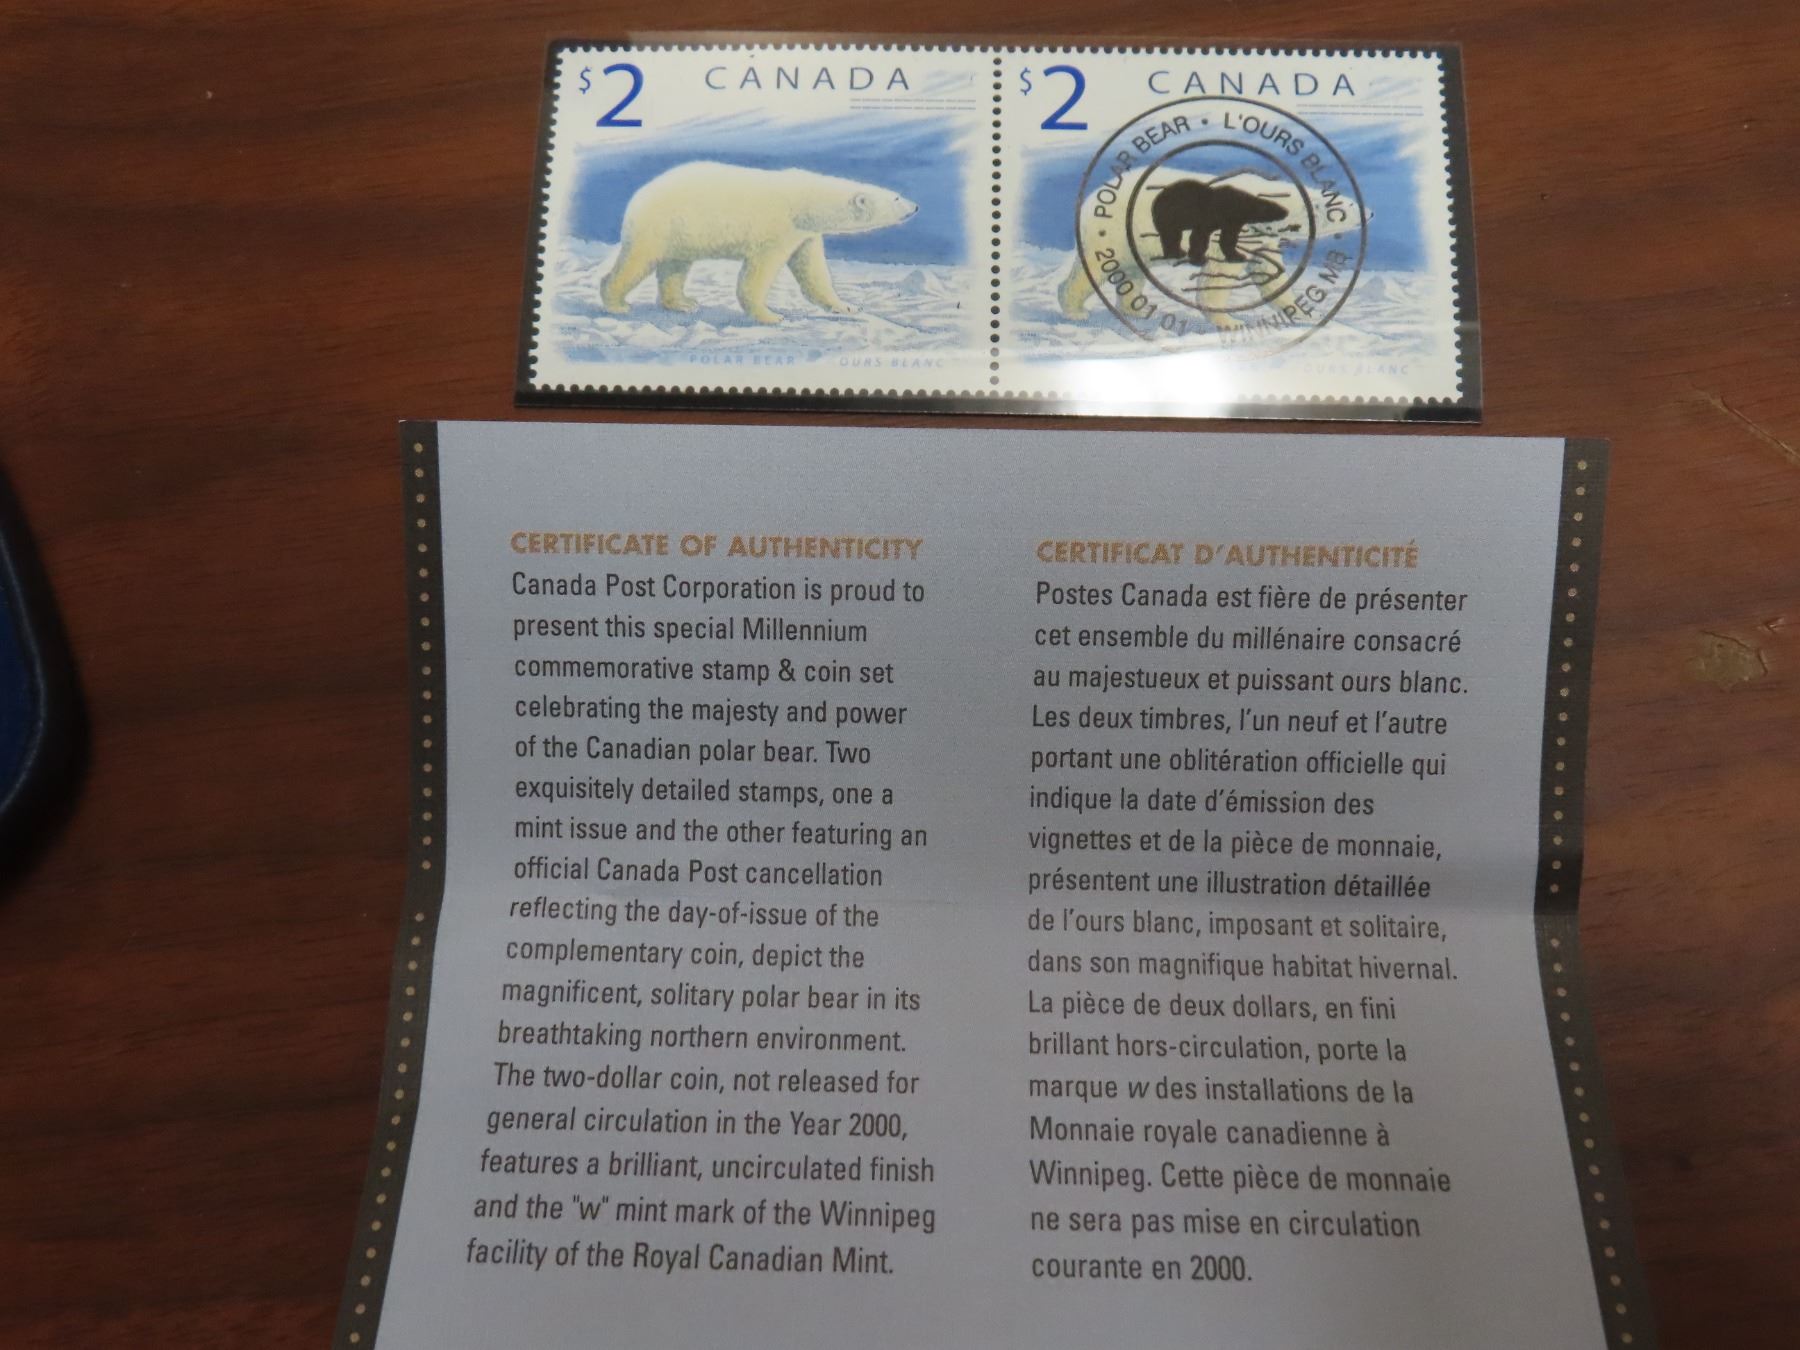 $2 CANADA
POLAR BEAR OURS BLANC
$2 CANADA
• POLAR BEAR • L'OURS BLANC •
2000 01 01 WINNIPEG MB
OURS BLANC
CERTIFICATE OF AUTHENTICITY
Canada Post Corporation is proud to
present this special Millennium
commemorative stamp & coin set
celebrating the majesty and power
of the Canadian polar bear. Two
exquisitely detailed stamps, one a
mint issue and the other featuring an
official Canada Post cancellation
reflecting the day-of-issue of the
complementary coin, depict the
magnificent, solitary polar bear in its
breathtaking northern environment.
The two-dollar coin, not released for
general circulation in the Year 2000,
features a brilliant, uncirculated finish
and the "w" mint mark of the Winnipeg
facility of the Royal Canadian Mint.
CERTIFICAT D'AUTHENTICITÉ
Postes Canada est fière de présenter
cet ensemble du millénaire consacré
au majestueux et puissant ours blanc.
Les deux timbres, l'un neuf et l'autre
portant une oblitération officielle qui
indique la date d'émission des
vignettes et de la pièce de monnaie,
présentent une illustration détaillée
de l'ours blanc, imposant et solitaire,
dans son magnifique habitat hivernal.
La pièce de deux dollars, en fini
brillant hors-circulation, porte la
marque w des installations de la
Monnaie royale canadienne à
Winnipeg. Cette pièce de monnaie
ne sera pas mise en circulation
courante en 2000.